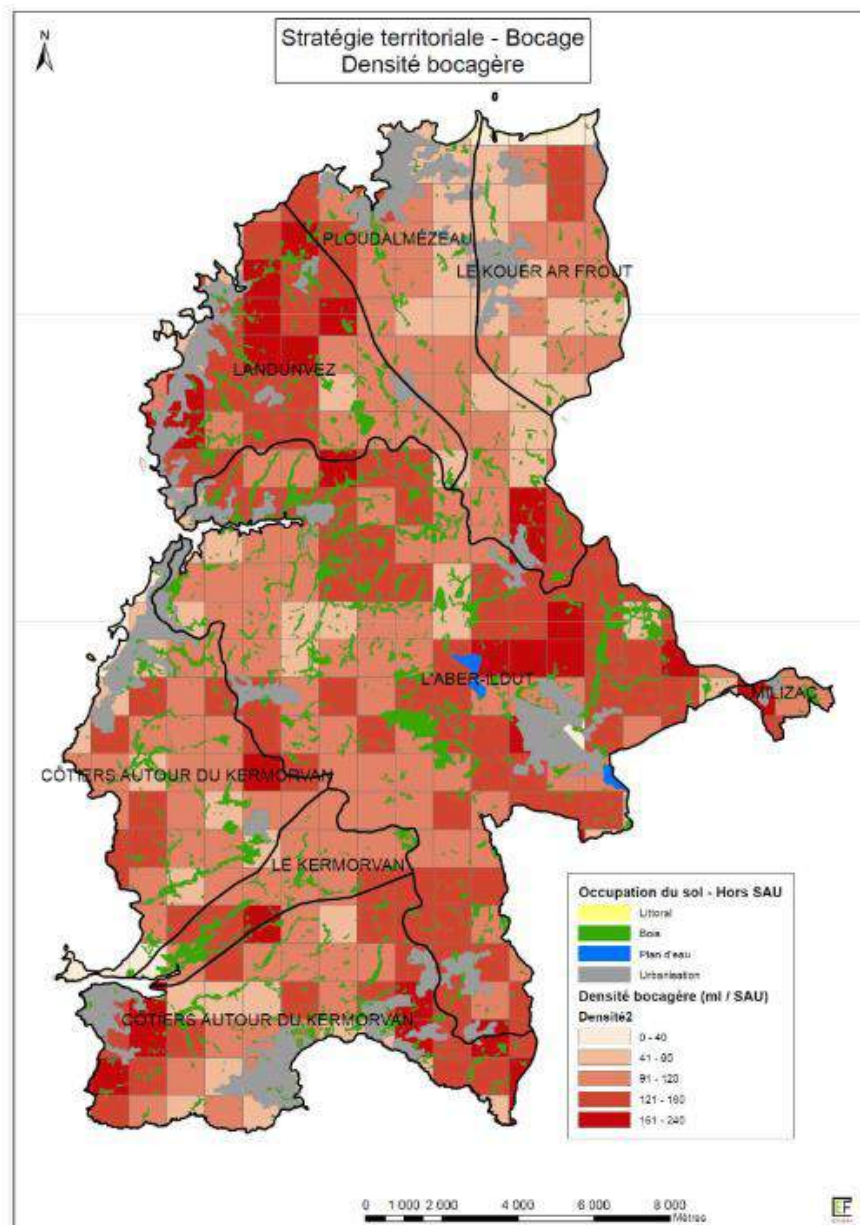 Stratégie territoriale - Bocage
Densité bocagère
N
PLOUDALMÉZEAU
LE KOUER AR FROUT
LANDUNVEZ
L'ABER-ILDUT
MILIZAC
CÔTIERS AUTOUR DU KERMORVAN
LE KERMORVAN
CÔTIERS AUTOUR DU KERMORVAN
Occupation du sol - Hors SAU
Littoral
Bois
Plan d'eau
Urbanisation
Densité bocagère (ml / SAU)
Densité2
0 - 40
41 - 90
91 - 120
121 - 160
161 - 240
0 1 000 2 000 4 000 6 000 8 000
Mètres